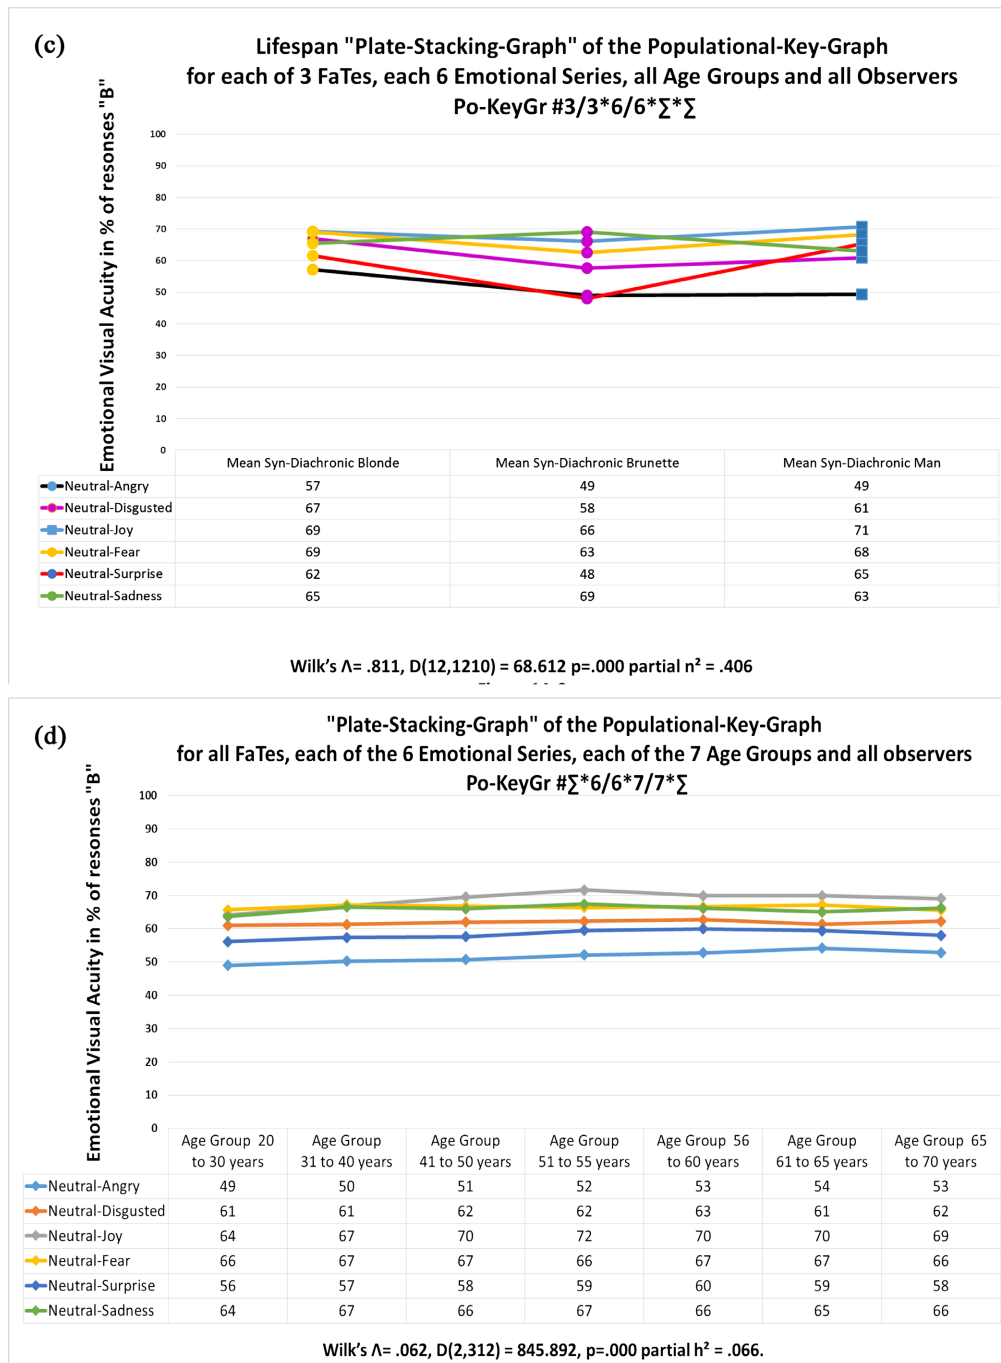 (c)
Lifespan "Plate-Stacking-Graph" of the Populational-Key-Graph
for each of 3 FaTes, each 6 Emotional Series, all Age Groups and all Observers
Po-KeyGr #3/3*6/6*∑*∑
Emotional Visual Acuity in % of resonses "B"
100
90
80
70
60
50
40
30
20
10
0
Mean Syn-Diachronic Blonde Mean Syn-Diachronic Brunette Mean Syn-Diachronic Man
Neutral-Angry 57 49 49
Neutral-Disgusted 67 58 61
Neutral-Joy 69 66 71
Neutral-Fear 69 63 68
Neutral-Surprise 62 48 65
Neutral-Sadness 65 69 63
Wilk's Λ= .811, D(12,1210) = 68.612 p=.000 partial n² = .406
(d)
"Plate-Stacking-Graph" of the Populational-Key-Graph
for all FaTes, each of the 6 Emotional Series, each of the 7 Age Groups and all observers
Po-KeyGr #∑*6/6*7/7*∑
Emotional Visual Acuity in % of resonses "B"
100
90
80
70
60
50
40
30
20
10
0
Age Group 20 Age Group Age Group Age Group Age Group 56 Age Group Age Group 65
to 30 years 31 to 40 years 41 to 50 years 51 to 55 years to 60 years 61 to 65 years to 70 years
Neutral-Angry 49 50 51 52 53 54 53
Neutral-Disgusted 61 61 62 62 63 61 62
Neutral-Joy 64 67 70 72 70 70 69
Neutral-Fear 66 67 67 66 67 67 66
Neutral-Surprise 56 57 58 59 60 59 58
Neutral-Sadness 64 67 66 67 66 65 66
Wilk's Λ= .062, D(2,312) = 845.892, p=.000 partial h² = .066.